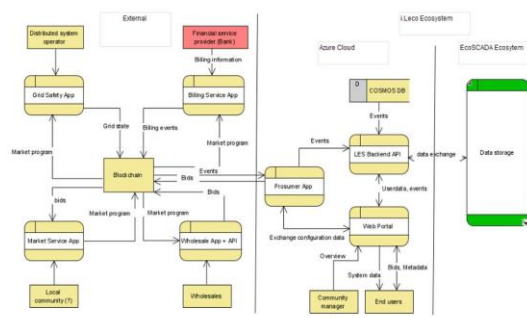 External
i.Leco Ecosystem
Azure Cloud
EcoSCADA Ecosytem
Distributed system
operator
Financial service
provider (Bank)
Billing information
Grid Safety App
Billing Service App
D
COSMOS DB
Grid state
Billing events
Events
Market program
Market program
Events
LES Backend API
data exchange
Data storage
Blockchain
Events
Bids
Prosumer App
bids
Bids
Userdata, events
Market program
Market program
Market Service App
Wholesale App + API
Web Portal
Exchange configuration data
Overview
System data
Bids, Metadata
Local
community (?)
Wholesales
Community
manager
End users